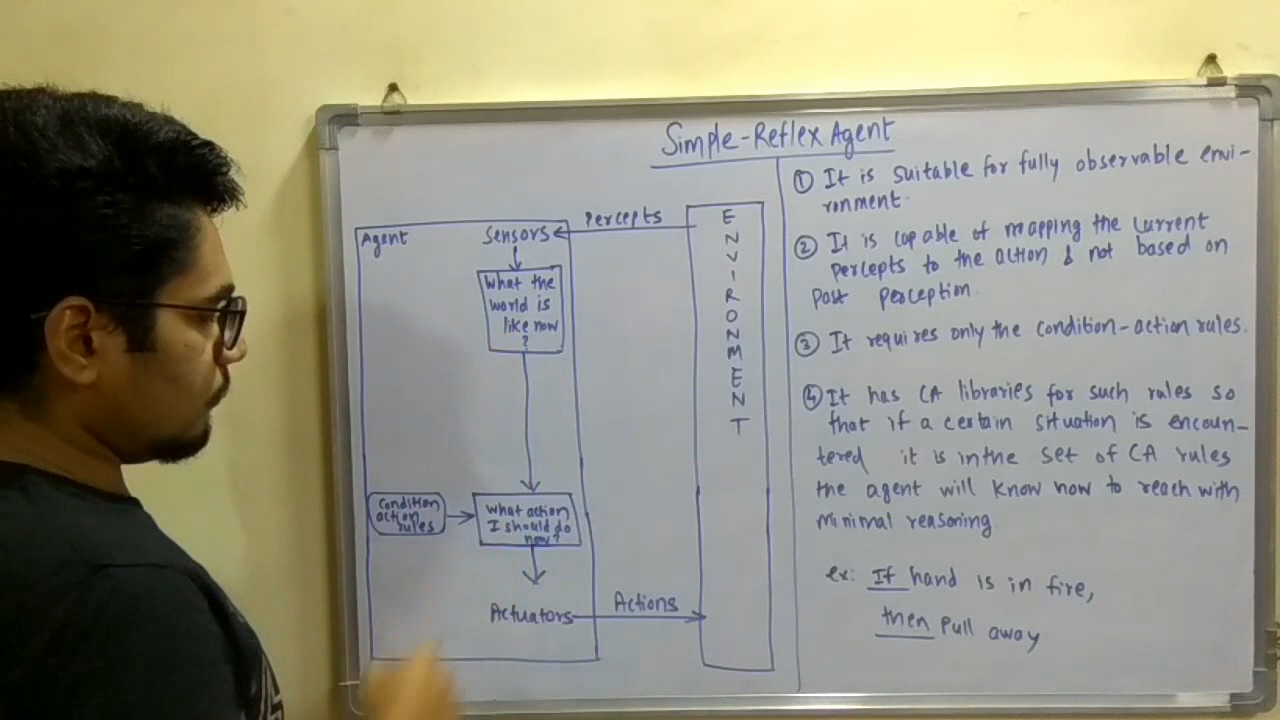 Simple-Reflex Agent
Percepts
Agent
Sensors
What the
world is
like now
?
Condition
action
rules
What action
I should do
now?
Actuators
Actions
ENVIRONMENT
① It is suitable for fully observable envi-
ronment.
② It is capable of mapping the current
percepts to the action & not based on
past perception.
③ It requires only the condition-action rules.
④ It has CA libraries for such rules so
that if a certain situation is encoun-
tered it is in the set of CA rules
the agent will know how to reach with
minimal reasoning.
ex: If hand is in fire,
then pull away